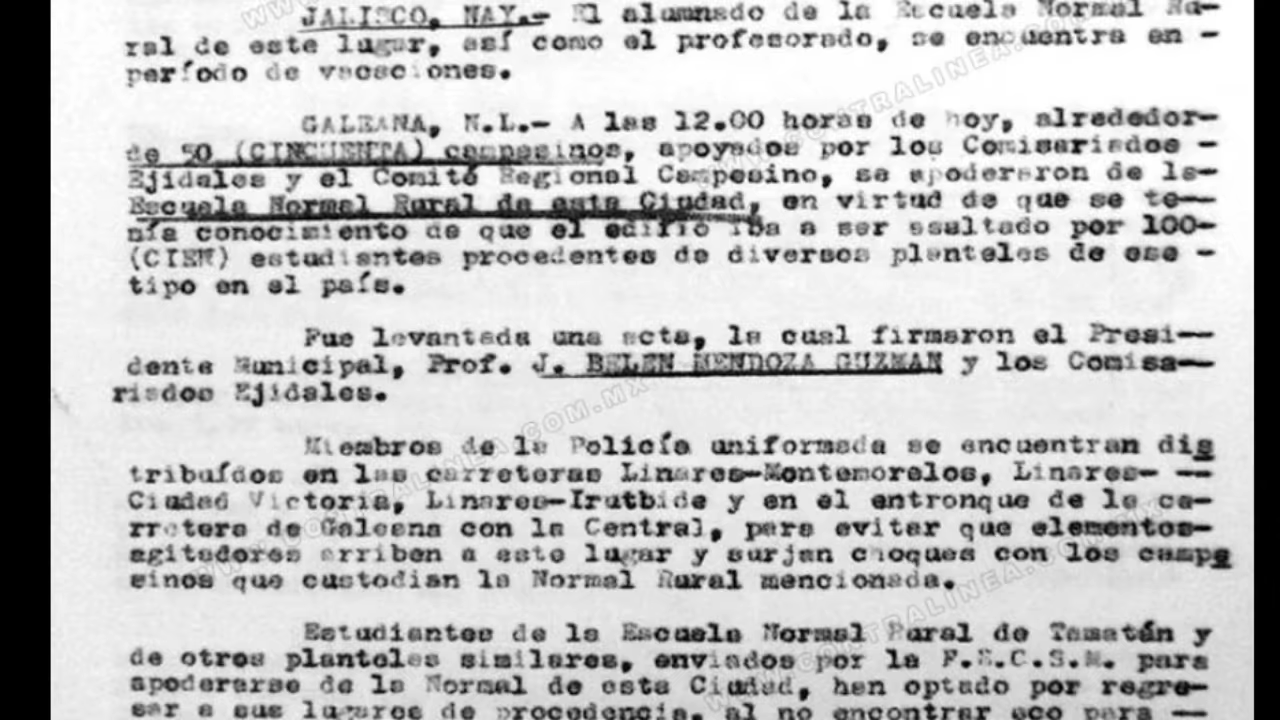 JALISCO, NAY.- El alumnado de la Escuela Normal Ru-
ral de este lugar, así como el profesorado, se encuentra en -
período de vacaciones.
GALEANA, N.L.- A las 12.00 horas de hoy, alrededor-
de 50 (CINCUENTA) campesinos, apoyados por los Comisariados -
Ejidales y el Comité Regional Campesino, se apoderaron de la-
Escuela Normal Rural de esta Ciudad, en virtud de que se te--
nía conocimiento de que el edifio iba a ser asaltado por 100-
(CIEN) estudiantes procedentes de diversos planteles de ese -
tipo en el país.
Fue levantada una acta, la cual firmaron el Presi--
dente Municipal, Prof. J. BELEN MENDOZA GUZMAN y los Comisa--
riados Ejidales.
Miembros de la Policía uniformada se encuentran dis
tribuídos en las carreteras Linares-Montemorelos, Linares- --
Ciudad Victoria, Linares-Irutbide y en el entronque de la ca-
rretera de Galeana con la Central, para evitar que elementos-
agitadores arriben a este lugar y surjan choques con los campe
sinos que custodian la Normal Rural mencionada.
Estudiantes de la Escuela Normal Rural de Tamatán y
de otros planteles similares, enviados por la F.E.C.S.M. para
apoderarse de la Normal de esta Ciudad, han optado por regre-
sar a sus lugares de procedencia, al no encontrar eco para --
WWW.CONTRALINEA.COM.MX